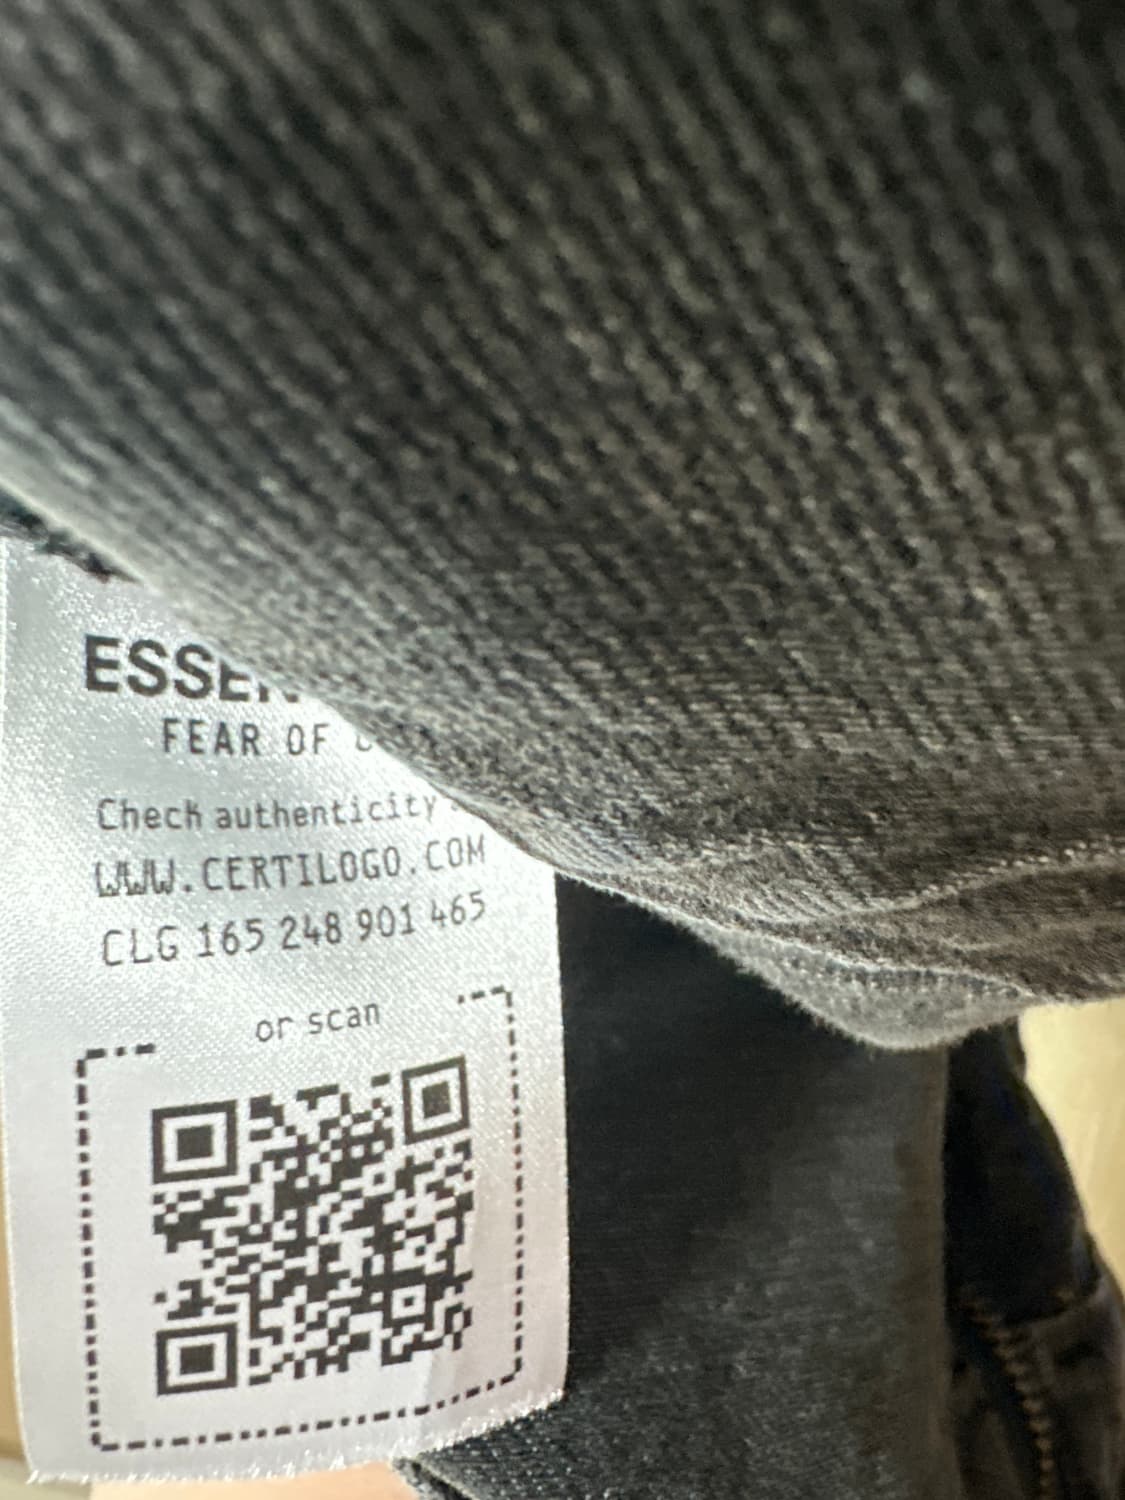 ESSEN
FEAR OF
Check authenticity
WWW.CERTILOGO.COM
CLG 165 248 901 465
or scan